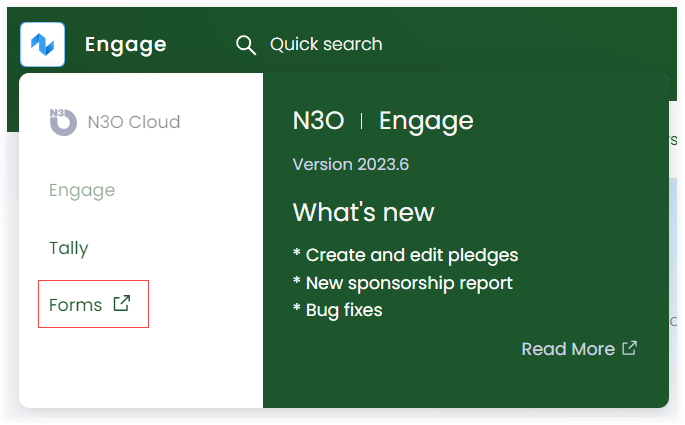 Engage
Quick search
N3O
N3O Cloud
Engage
Tally
Forms
N3O | Engage
Version 2023.6
What's new
* Create and edit pledges
* New sponsorship report
* Bug fixes
Read More